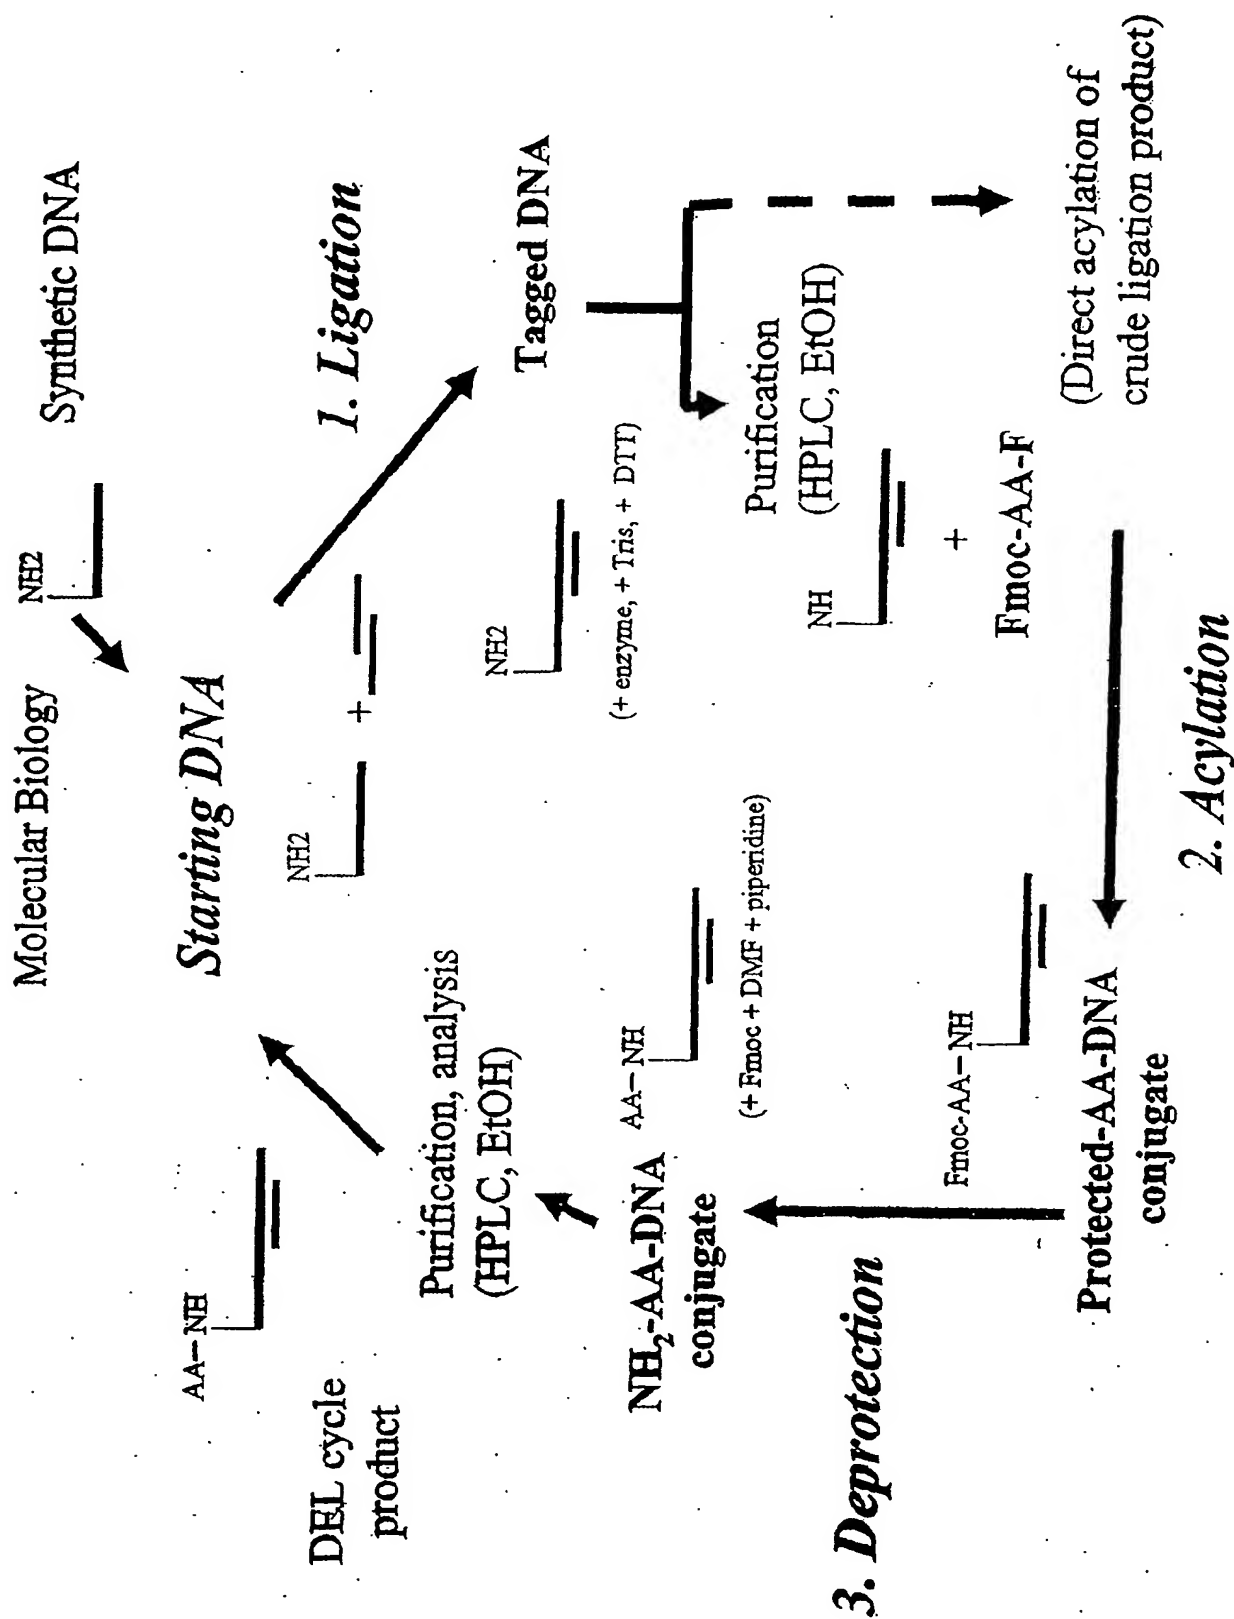 Molecular Biology
NH2
Synthetic DNA
Starting DNA
NH2
+
1. Ligation
Tagged DNA
NH2
(+ enzyme, + Tris, + DTT)
Purification
(HPLC, EtOH)
NH
+
Fmoc-AA-F
(Direct acylation of
crude ligation product)
2. Acylation
Protected-AA-DNA
conjugate
Fmoc-AA–NH
3. Deprotection
NH₂-AA-DNA
conjugate
AA–NH
(+ Fmoc + DMF + piperidine)
Purification, analysis
(HPLC, EtOH)
AA–NH
DEL cycle
product